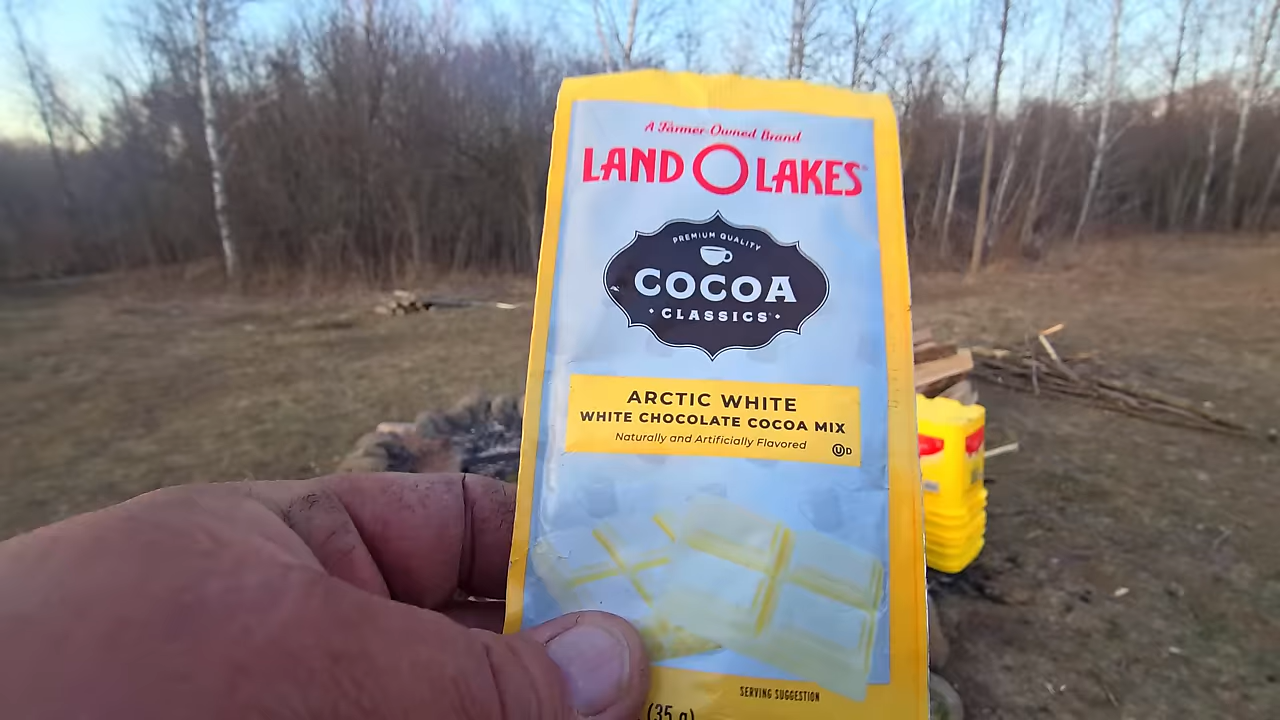 A Farmer-Owned Brand
LAND O LAKES®
PREMIUM QUALITY
COCOA
• CLASSICS® •
ARCTIC WHITE
WHITE CHOCOLATE COCOA MIX
Naturally and Artificially Flavored
UD
SERVING SUGGESTION
(35 g)